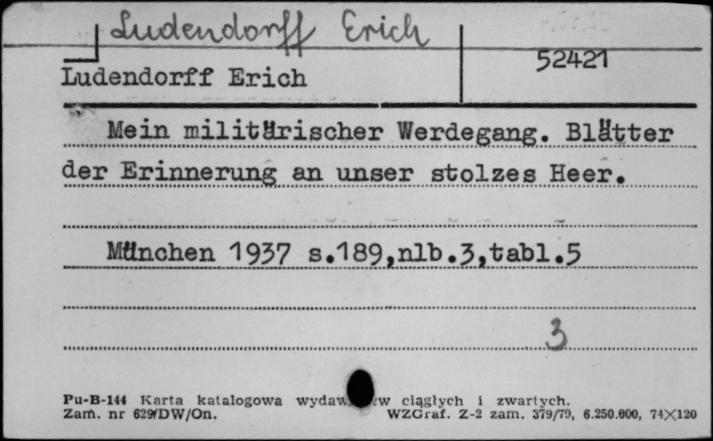 Ludendorff Erich
52421
Ludendorff Erich
Mein militärischer Werdegang. Blätter
der Erinnerung an unser stolzes Heer.
München 1937 s.189,nlb.3,tabl.5
3
Pu-B-144 Karta katalogowa ciągłych i zwartych.
Zam. nr 629/DW/On. WZGraf. Z-2 zam. 379/79, 6.250.000, 74×120